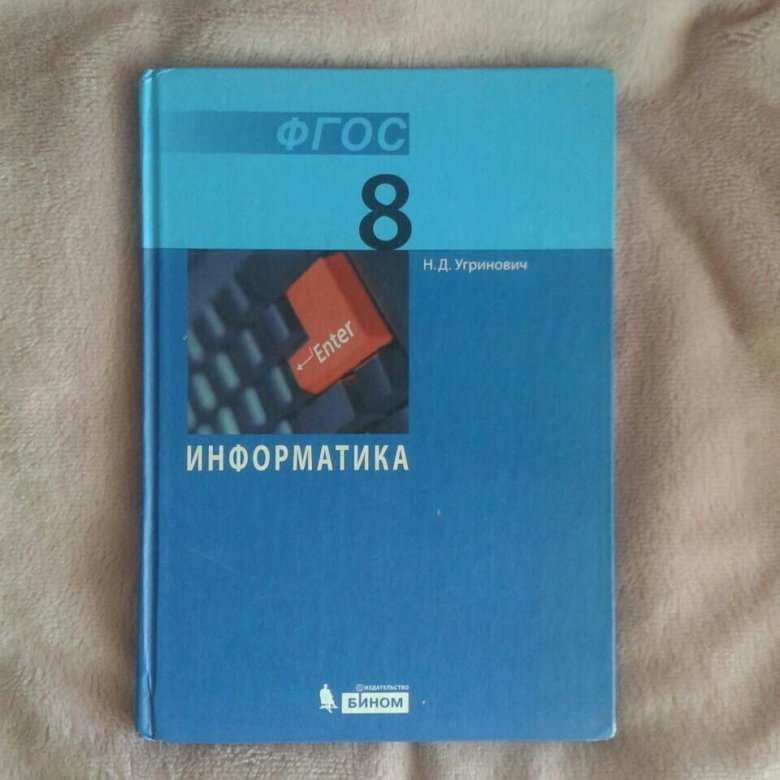 ФГОС
8
Н. Д. Угринович
Enter
ИНФОРМАТИКА
ИЗДАТЕЛЬСТВО
БИНОМ